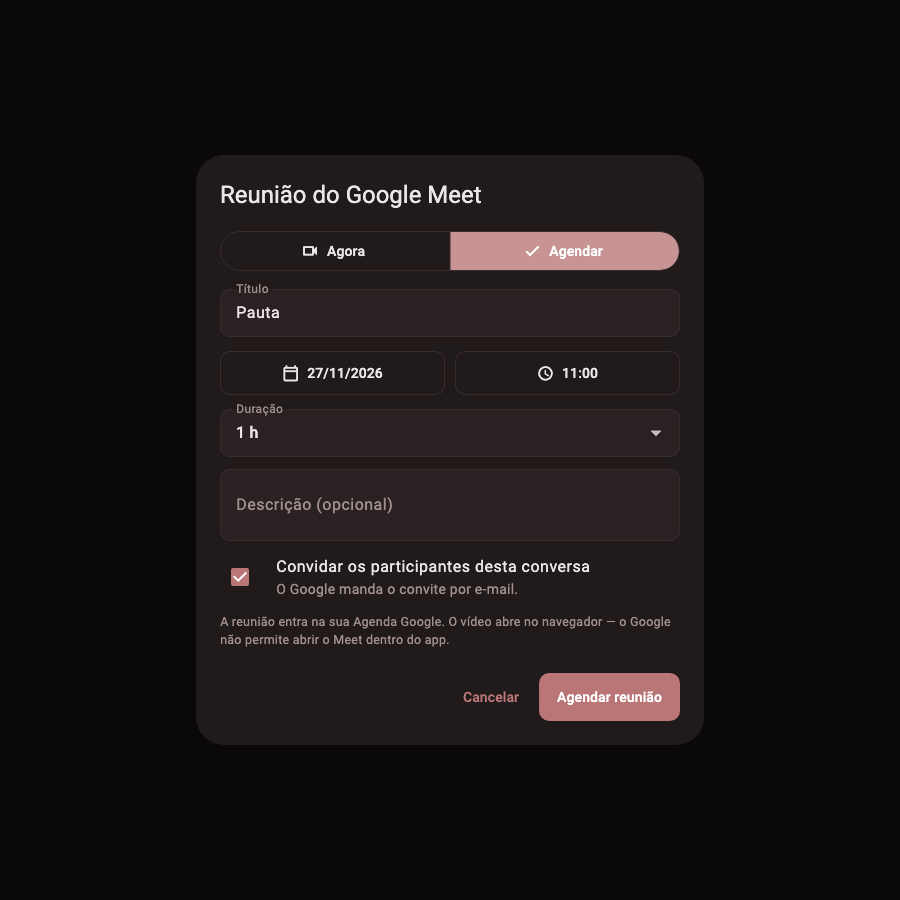 Reunião do Google Meet
Agora
Agendar
Título
Pauta
27/11/2026
11:00
Duração
1 h
Descrição (opcional)
Convidar os participantes desta conversa
O Google manda o convite por e-mail.
A reunião entra na sua Agenda Google. O vídeo abre no navegador — o Google
não permite abrir o Meet dentro do app.
Cancelar
Agendar reunião